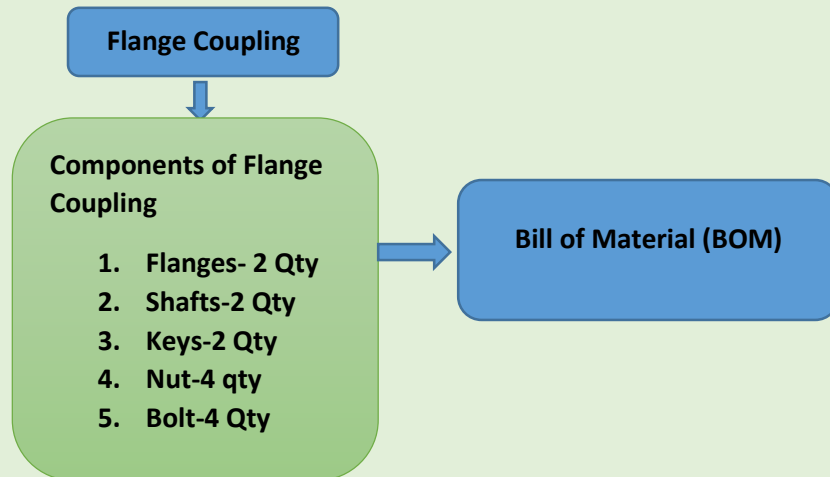 Flange Coupling
Components of Flange
Coupling
1. Flanges- 2 Qty
2. Shafts-2 Qty
3. Keys-2 Qty
4. Nut-4 qty
5. Bolt-4 Qty
Bill of Material (BOM)